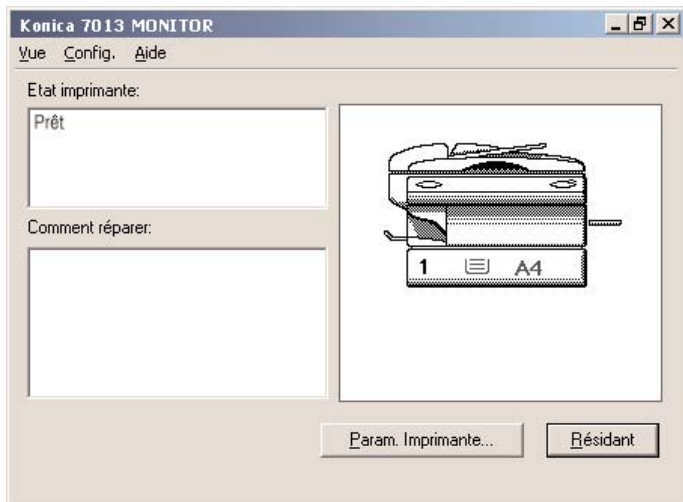 Konica 7013 MONITOR
Vue Config. Aide
Etat imprimante:
Prêt
Comment réparer:
1 A4
Param. Imprimante... Résidant